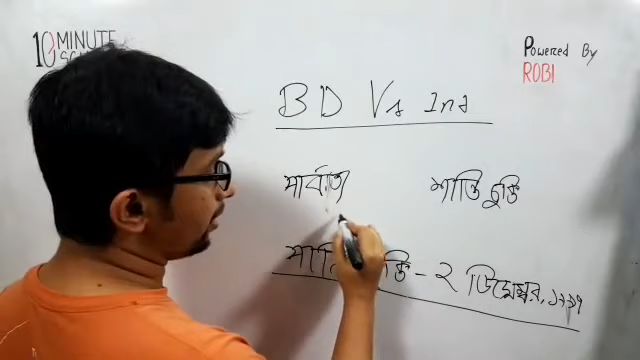 10 MINUTE
Powered By
ROBI
BD Vs Ind
পার্বত্য শান্তি চুক্তি
– ২ ডিসেম্বর, ১৯৯৭